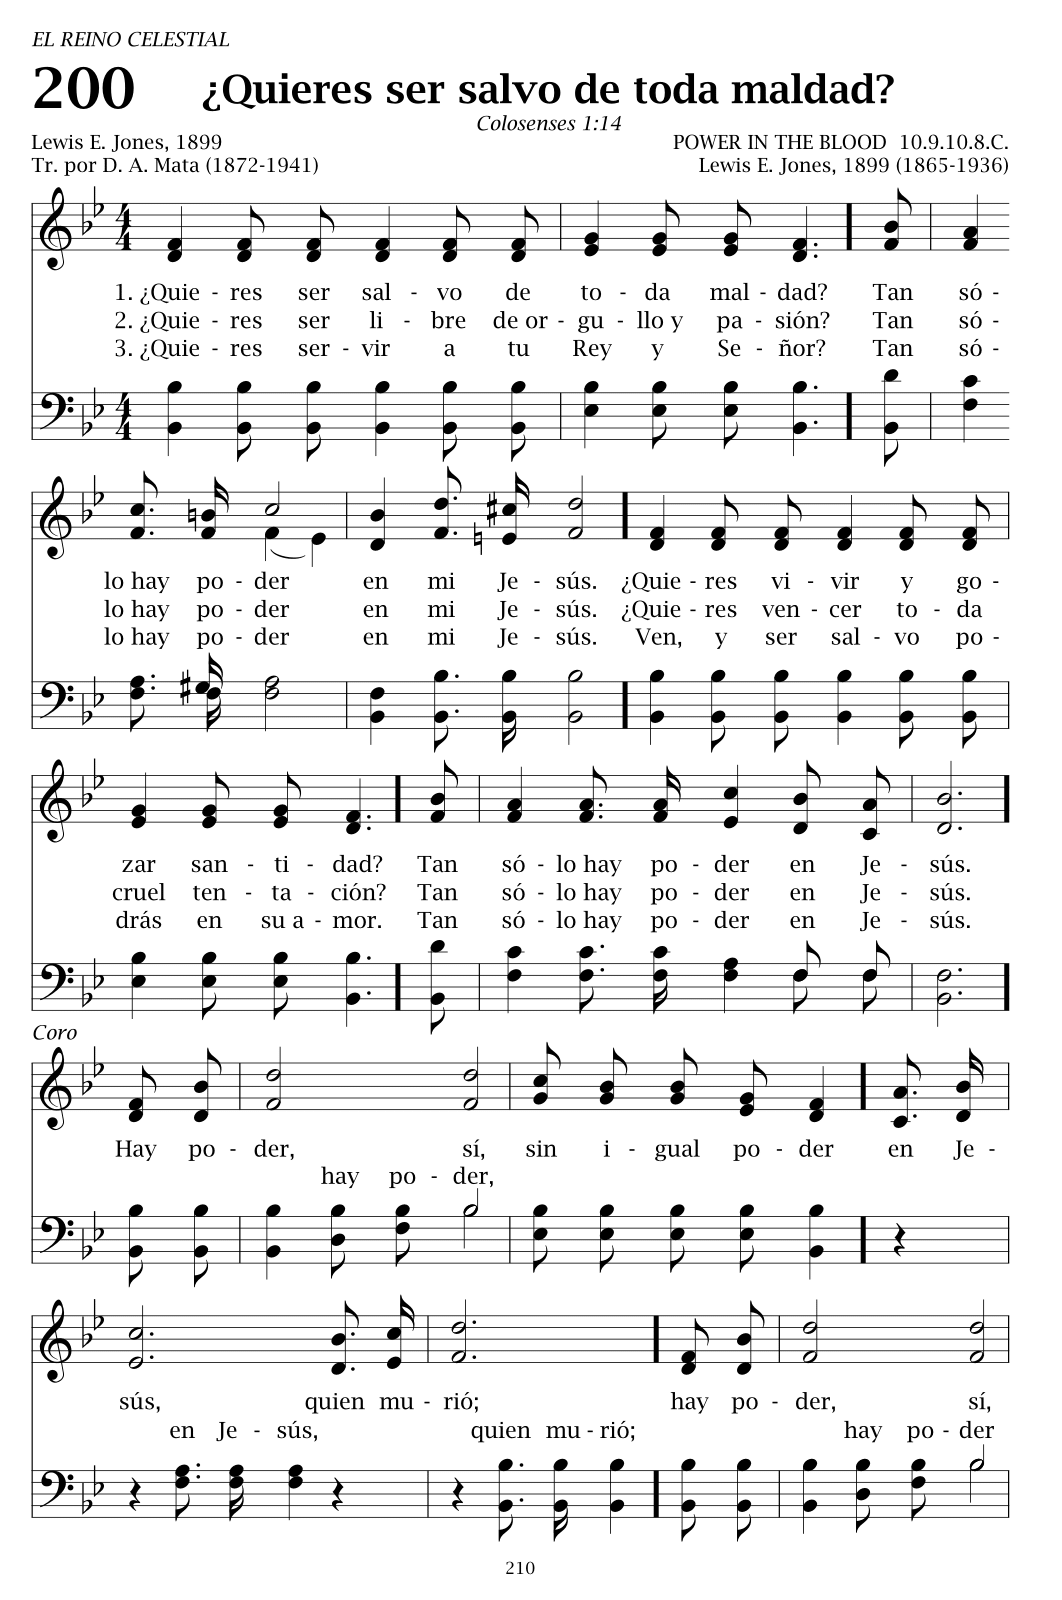 EL REINO CELESTIAL
200 ¿Quieres ser salvo de toda maldad?
Colosenses 1:14
Lewis E. Jones, 1899 POWER IN THE BLOOD 10.9.10.8.C.
Tr. por D. A. Mata (1872-1941) Lewis E. Jones, 1899 (1865-1936)
1. ¿Quie - res ser sal - vo de to - da mal - dad? Tan só -
2. ¿Quie - res ser li - bre de or - gu - llo y pa - sión? Tan só -
3. ¿Quie - res ser - vir a tu Rey y Se - ñor? Tan só -
lo hay po - der en mi Je - sús. ¿Quie - res vi - vir y go -
lo hay po - der en mi Je - sús. ¿Quie - res ven - cer to - da
lo hay po - der en mi Je - sús. Ven, y ser sal - vo po -
zar san - ti - dad? Tan só - lo hay po - der en Je - sús.
cruel ten - ta - ción? Tan só - lo hay po - der en Je - sús.
drás en su a - mor. Tan só - lo hay po - der en Je - sús.
Coro
Hay po - der, sí, sin i - gual po - der en Je -
hay po - der,
sús, quien mu - rió; hay po - der, sí,
en Je - sús, quien mu - rió; hay po - der
210